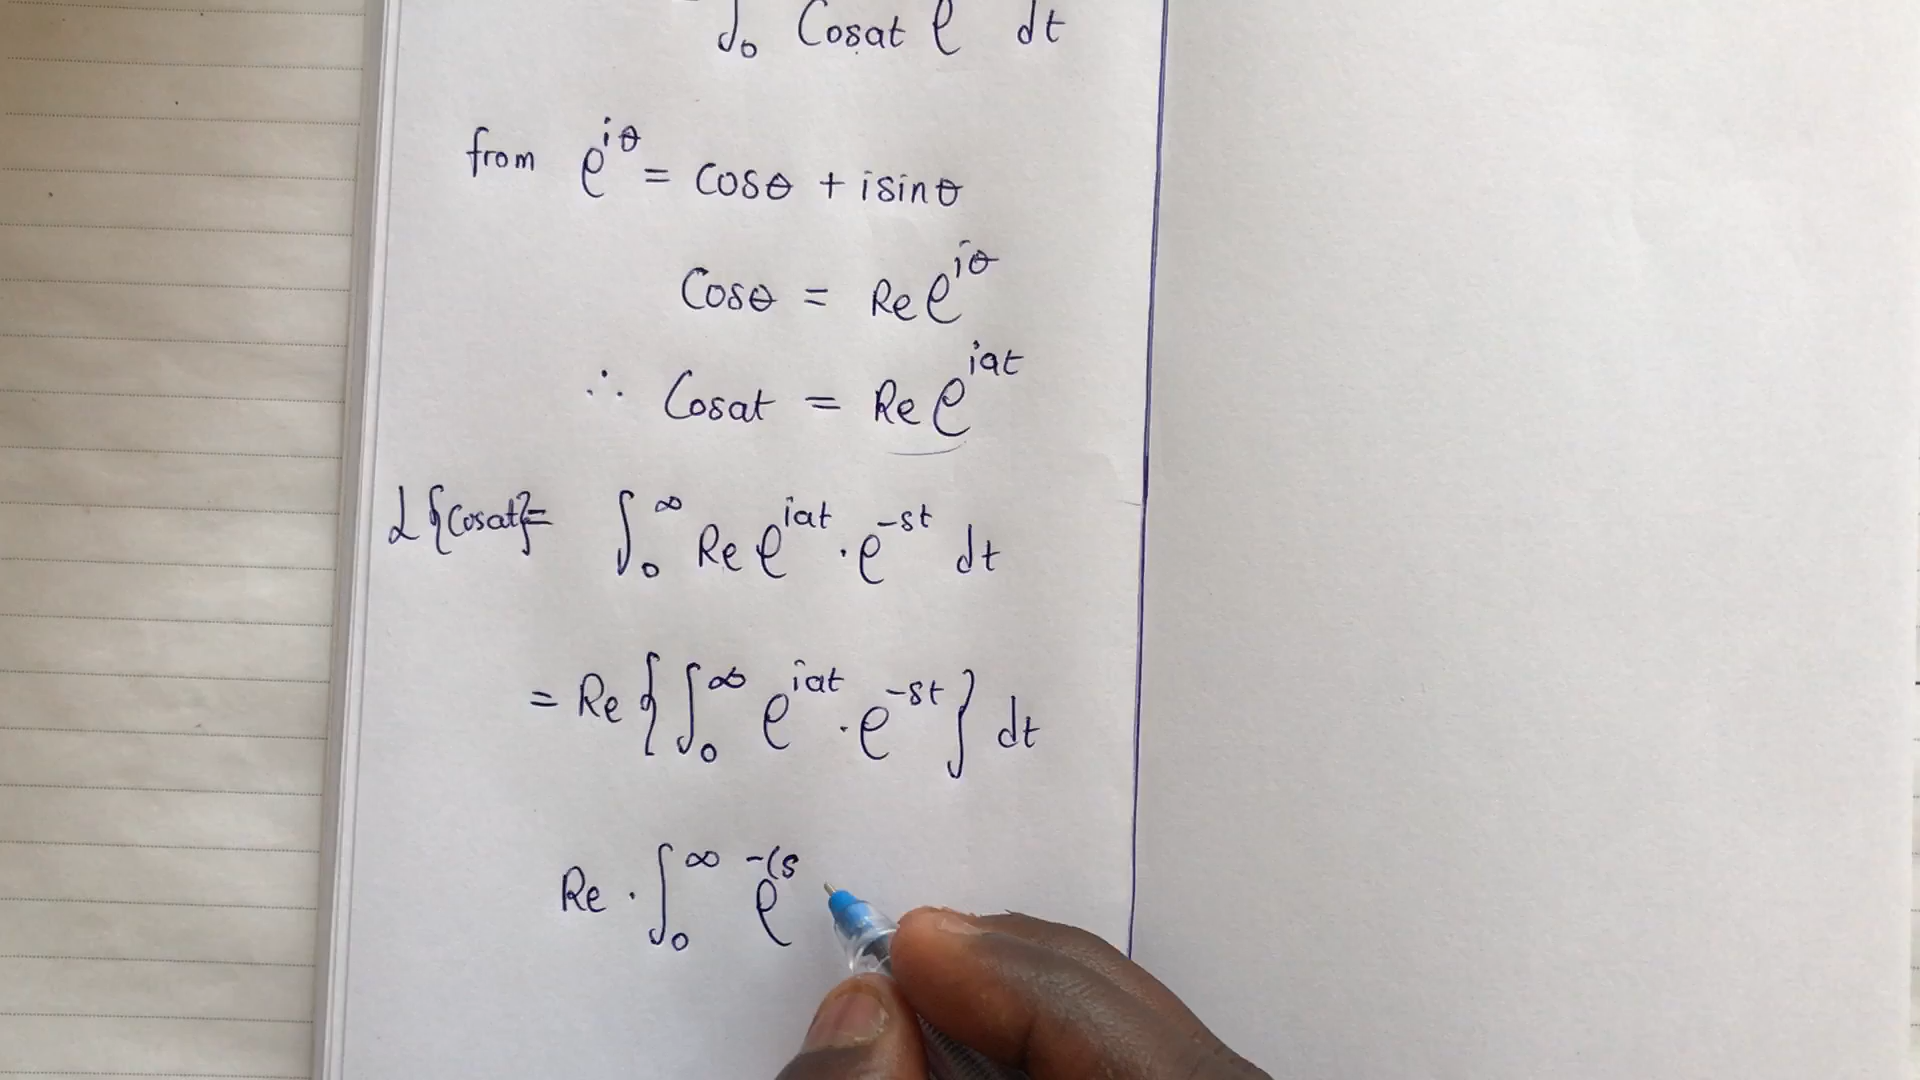 ∫₀ Cosat e dt
from e^{iθ} = cosθ + isinθ
Cosθ = Re e^{iθ}
∴ Cosat = Re e^{iat}
L{Cosat} = ∫₀^∞ Re e^{iat} · e^{-st} dt
= Re { ∫₀^∞ e^{iat} · e^{-st} } dt
Re · ∫₀^∞ e^{-(s}